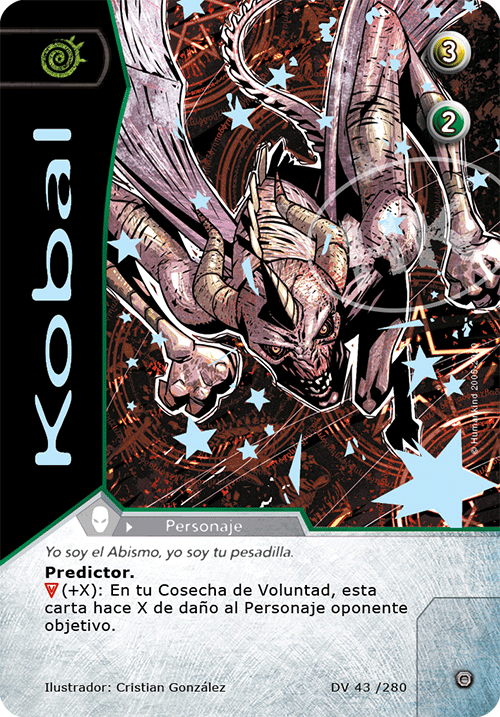 3
2
Kobal
© HumanKind 2009-2010
Personaje
Yo soy el Abismo, yo soy tu pesadilla.
Predictor.
(+X): En tu Cosecha de Voluntad, esta
carta hace X de daño al Personaje oponente
objetivo.
Ilustrador: Cristian González
DV 43 /280